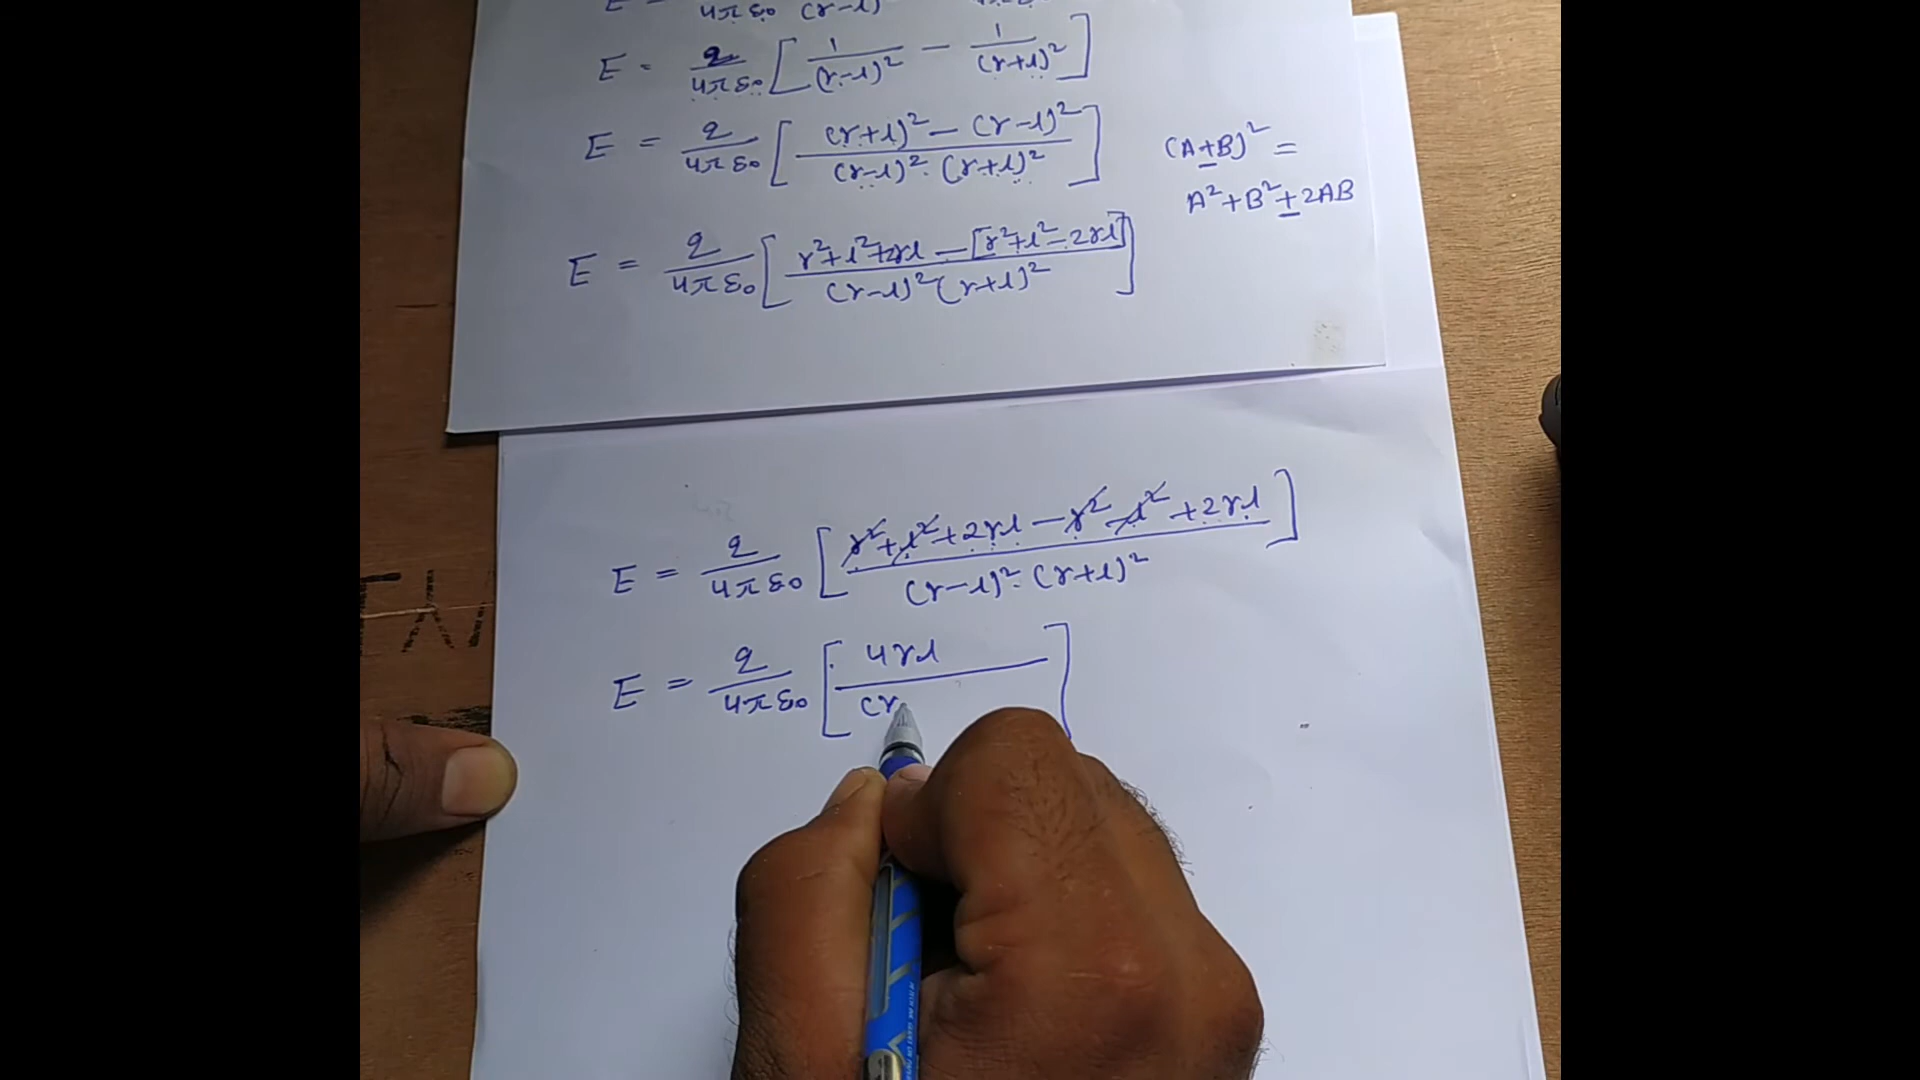 4πε₀ (r-l)
E = q/4πε₀ [ 1/(r-l)² - 1/(r+l)² ]
E = q/4πε₀ [ (r+l)² - (r-l)² / (r-l)² · (r+l)² ]
(A+B)² =
A²+B²+2AB
E = q/4πε₀ [ r²+l²+2rl - [r²+l²-2rl] / (r-l)² (r+l)² ]
E = q/4πε₀ [ r²+l²+2rl - r² - l² + 2rl / (r-l)² · (r+l)² ]
E = q/4πε₀ [ 4rl / (r ]